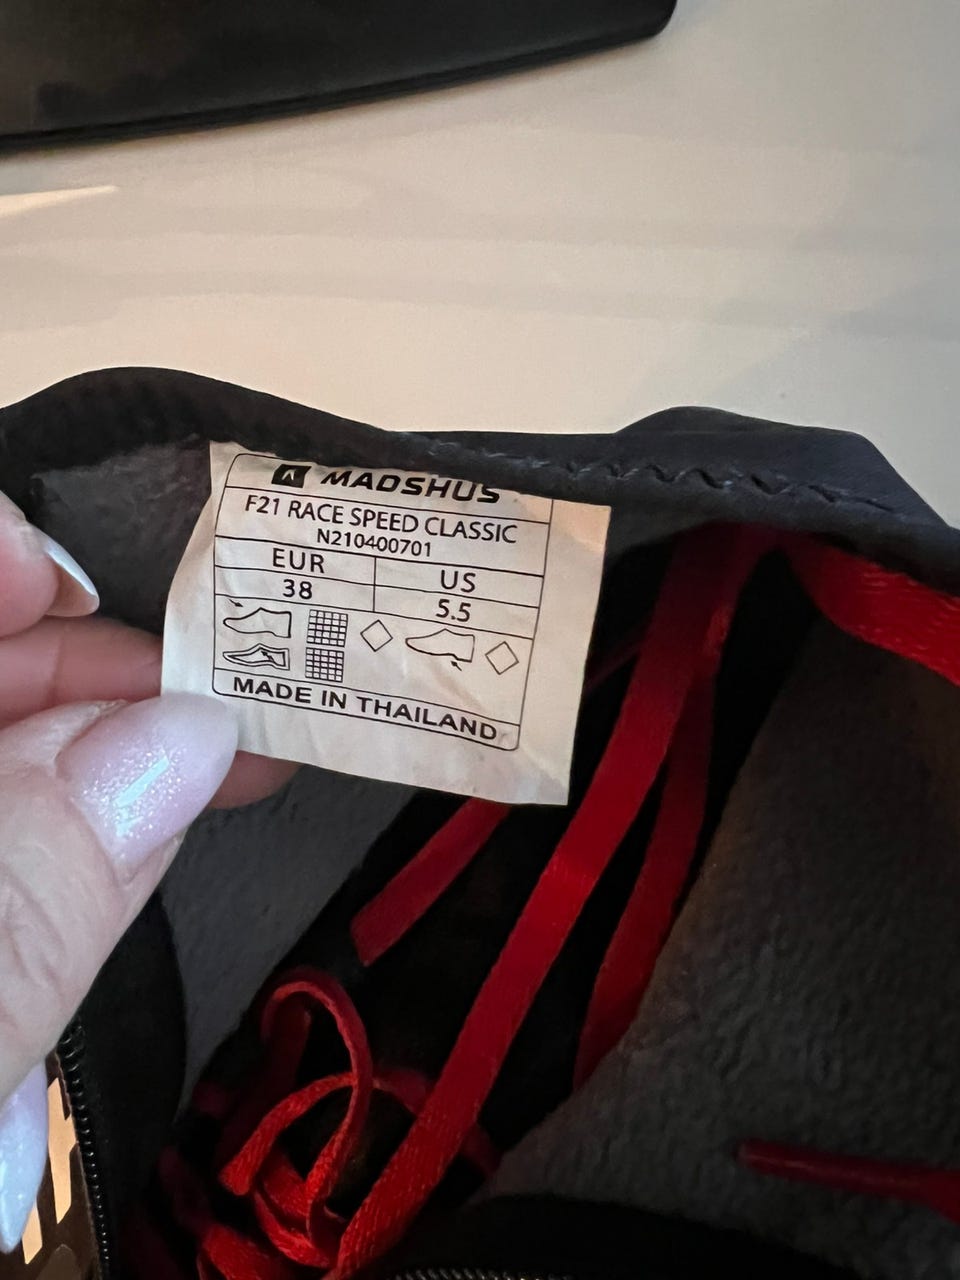 MADSHUS
F21 RACE SPEED CLASSIC
N210400701
EUR US
38 5.5
MADE IN THAILAND